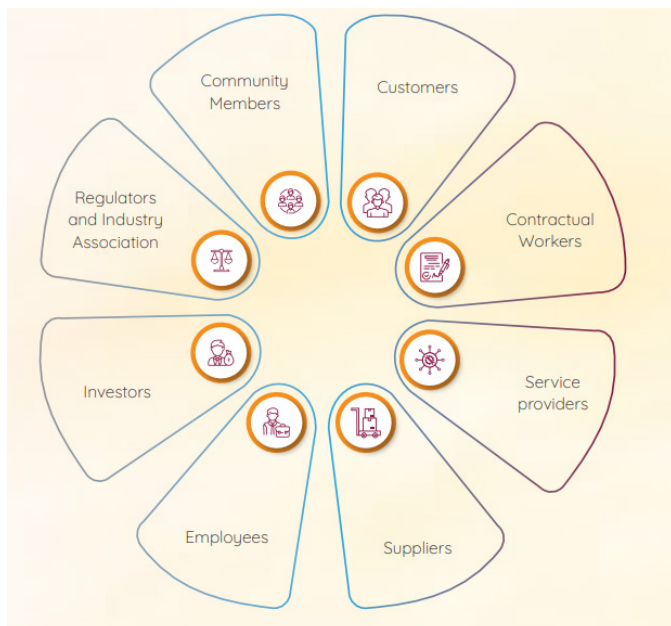 Community
Members
Customers
Regulators
and Industry
Association
Contractual
Workers
Investors
Service
providers
Employees
Suppliers